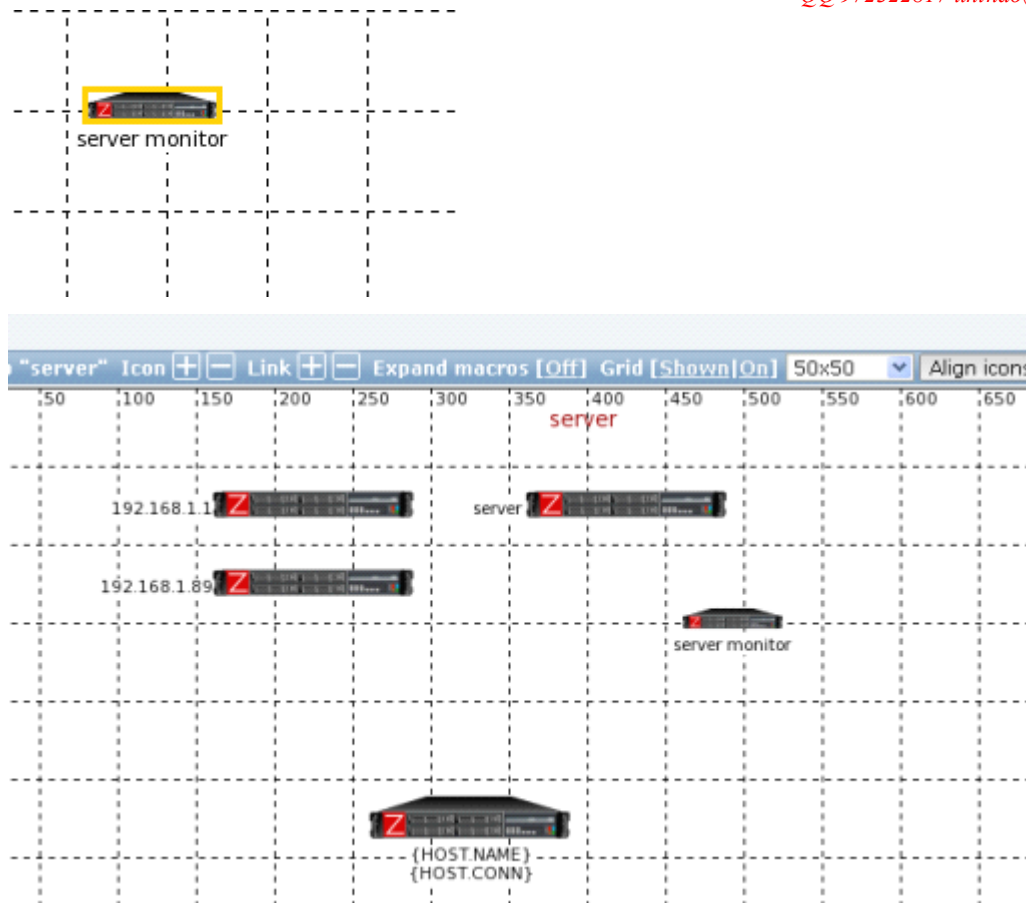 server monitor
"server" Icon + − Link + − Expand macros [Off] Grid [Shown|On] 50x50 Align icons
50 100 150 200 250 300 350 400 450 500 550 600 650
server
192.168.1.1 Z server Z
192.168.1.89 Z
Z
server monitor
Z
{HOST.NAME}
{HOST.CONN}